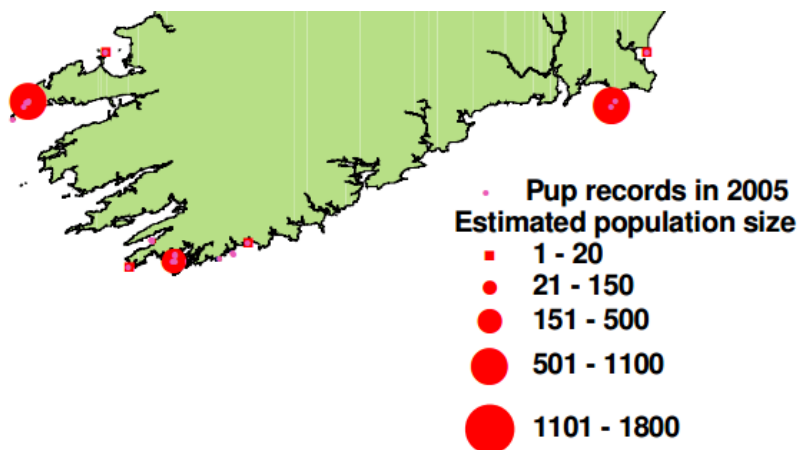 Pup records in 2005
Estimated population size
1 - 20
21 - 150
151 - 500
501 - 1100
1101 - 1800